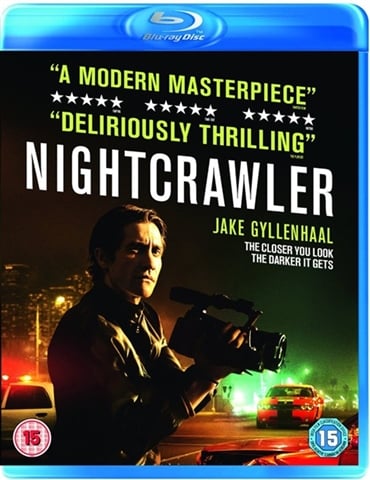 Blu-ray Disc
"A MODERN MASTERPIECE"
"DELIRIOUSLY THRILLING"
NIGHTCRAWLER
JAKE GYLLENHAAL
THE CLOSER YOU LOOK
THE DARKER IT GETS
15
15